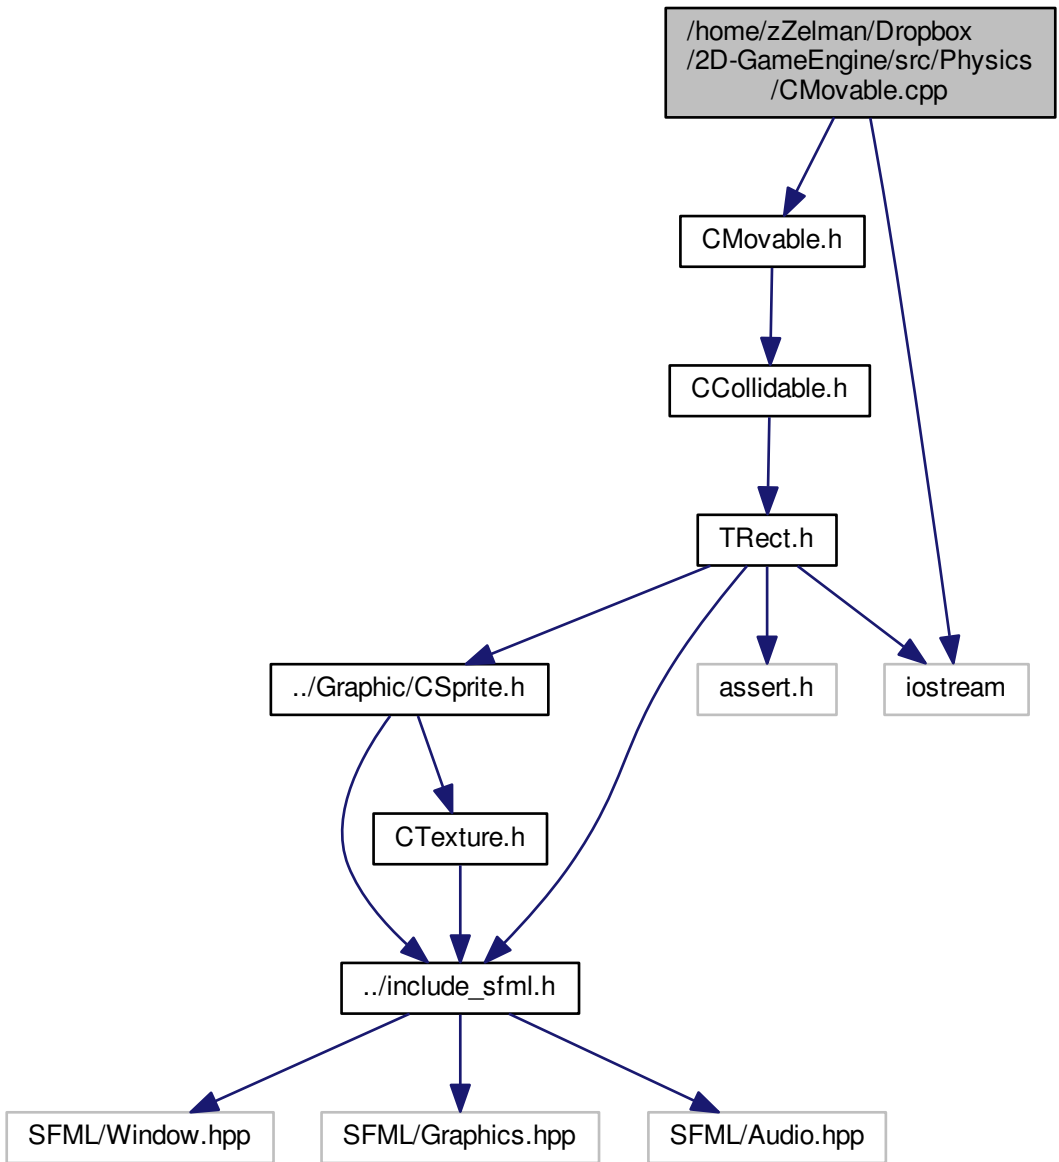 /home/zZelman/Dropbox
/2D-GameEngine/src/Physics
/CMovable.cpp
CMovable.h
CCollidable.h
TRect.h
../Graphic/CSprite.h
assert.h
iostream
CTexture.h
../include_sfml.h
SFML/Window.hpp
SFML/Graphics.hpp
SFML/Audio.hpp